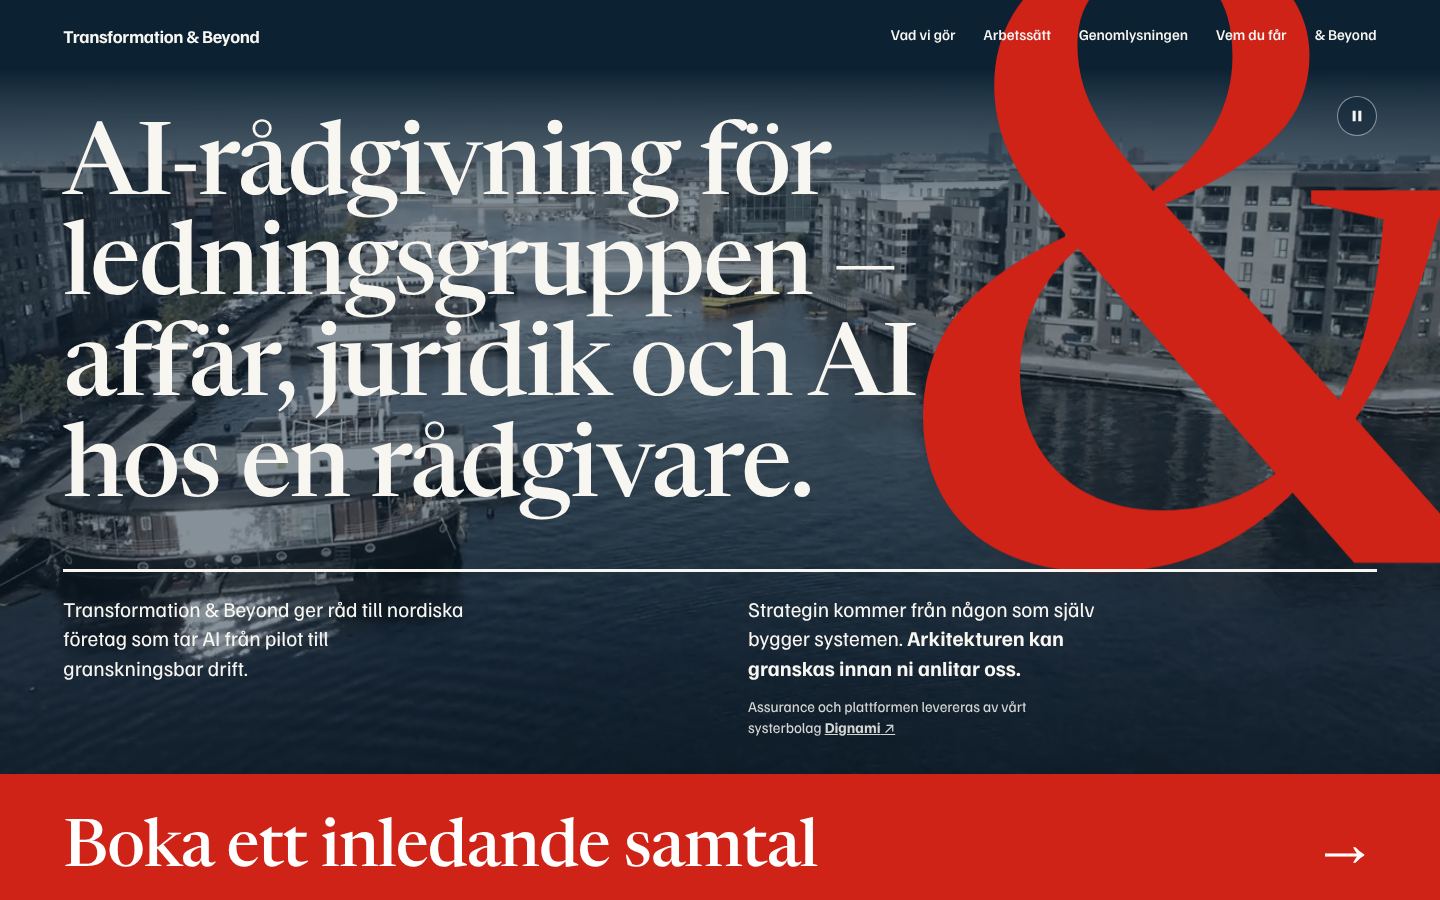 Transformation & Beyond
Vad vi gör
Arbetssätt
Genomlysningen
Vem du får
& Beyond
&
AI-rådgivning för
ledningsgruppen —
affär, juridik och AI
hos en rådgivare.
Transformation & Beyond ger råd till nordiska
företag som tar AI från pilot till
granskningsbar drift.
Strategin kommer från någon som själv
bygger systemen. Arkitekturen kan
granskas innan ni anlitar oss.
Assurance och plattformen levereras av vårt
systerbolag Dignami ↗
Boka ett inledande samtal →